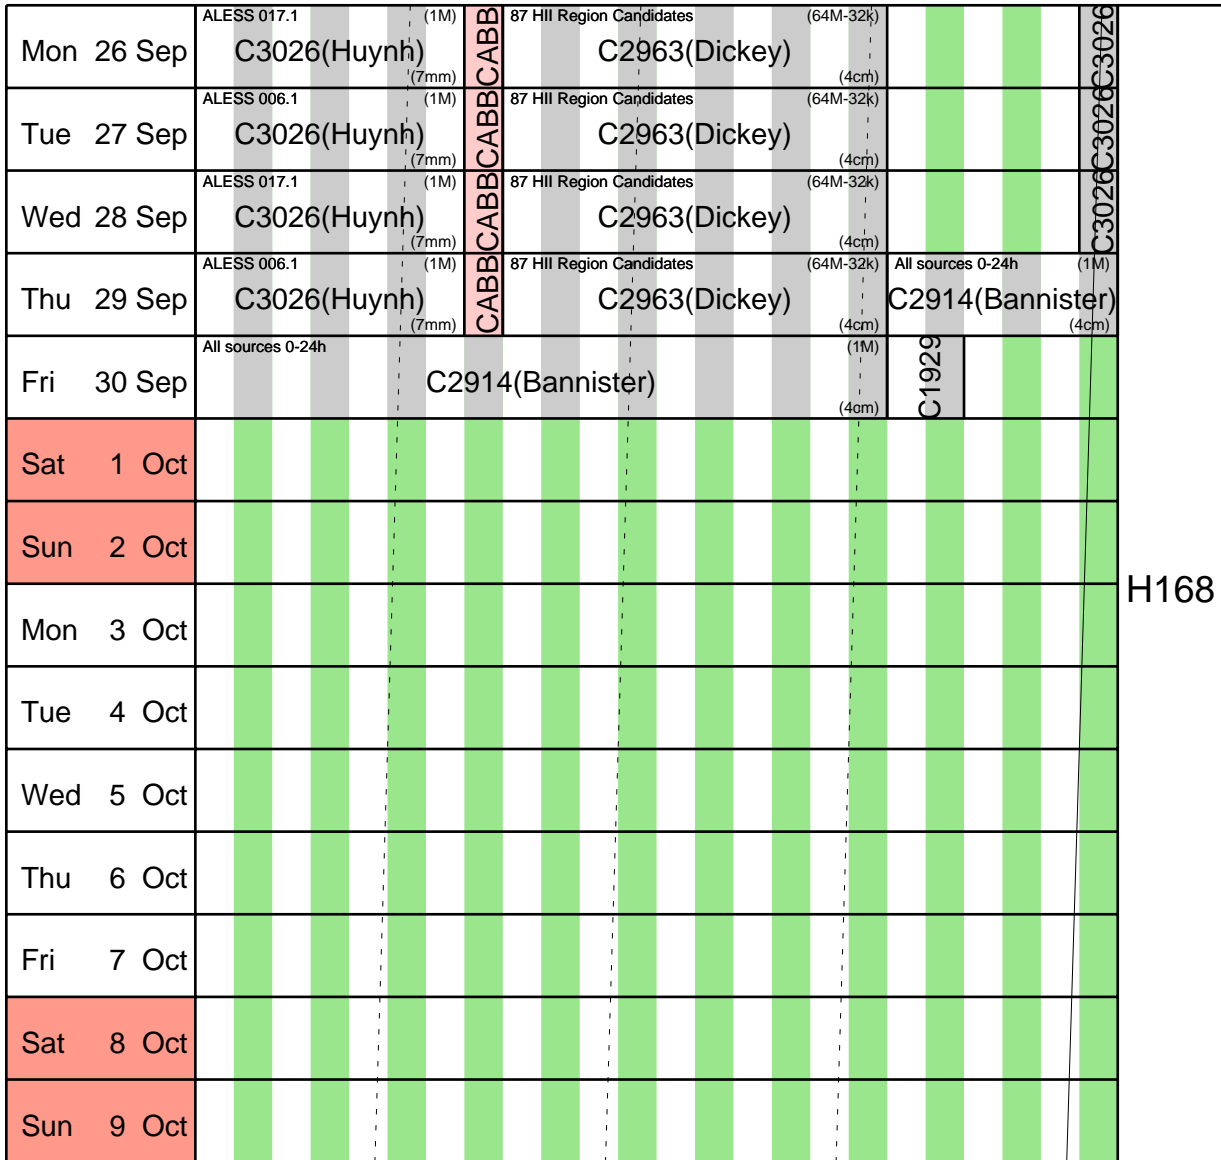 Mon 26 Sep
ALESS 017.1 (1M)
C3026(Huynh)
(7mm)
CABB
87 HII Region Candidates (64M-32k)
C2963(Dickey)
(4cm)
C3026
Tue 27 Sep
ALESS 006.1 (1M)
C3026(Huynh)
(7mm)
CABB
87 HII Region Candidates (64M-32k)
C2963(Dickey)
(4cm)
C3026
Wed 28 Sep
ALESS 017.1 (1M)
C3026(Huynh)
(7mm)
CABB
87 HII Region Candidates (64M-32k)
C2963(Dickey)
(4cm)
C3026
Thu 29 Sep
ALESS 006.1 (1M)
C3026(Huynh)
(7mm)
CABB
87 HII Region Candidates (64M-32k)
C2963(Dickey)
(4cm)
All sources 0-24h (1M)
C2914(Bannister)
(4cm)
Fri 30 Sep
All sources 0-24h (1M)
C2914(Bannister)
(4cm)
C1929
Sat 1 Oct
Sun 2 Oct
H168
Mon 3 Oct
Tue 4 Oct
Wed 5 Oct
Thu 6 Oct
Fri 7 Oct
Sat 8 Oct
Sun 9 Oct